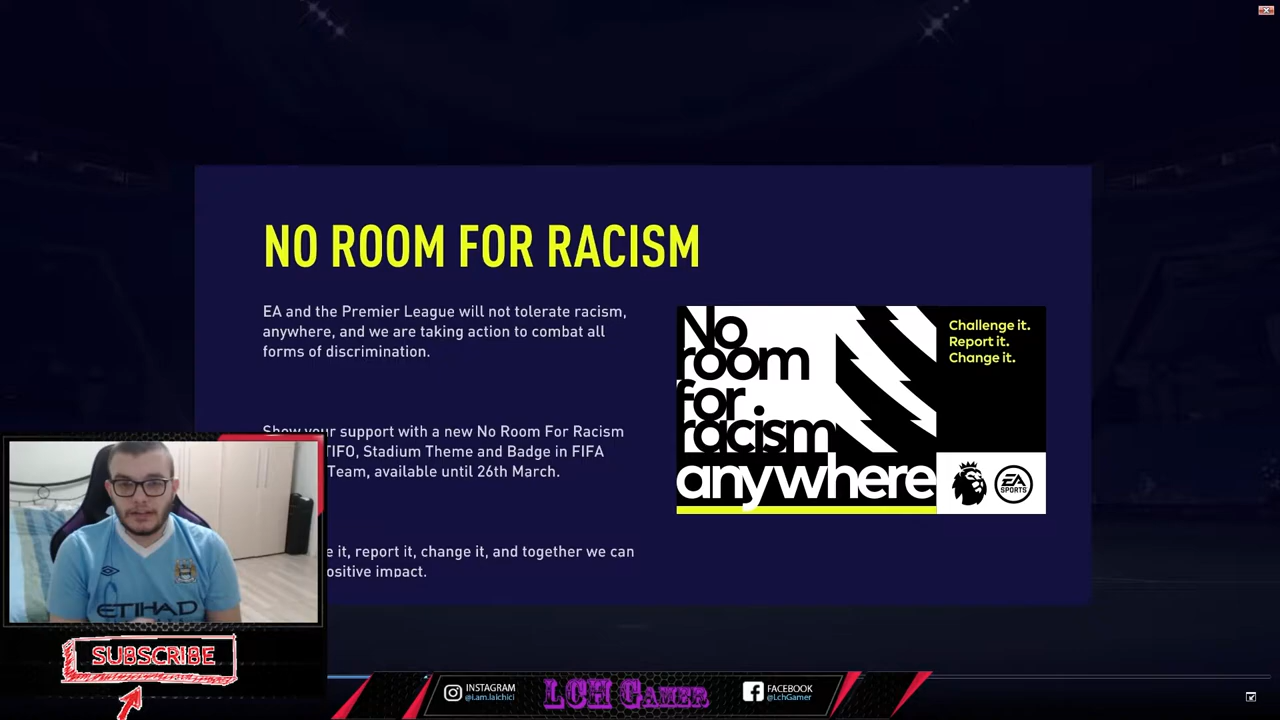 NO ROOM FOR RACISM
EA and the Premier League will not tolerate racism,
anywhere, and we are taking action to combat all
forms of discrimination.
Show your support with a new No Room For Racism
TIFO, Stadium Theme and Badge in FIFA
Team, available until 26th March.
it, report it, change it, and together we can
positive impact.
No
room
for
racism
anywhere
Challenge it.
Report it.
Change it.
EA
SPORTS
ETIHAD
SUBSCRIBE
INSTAGRAM
LCH GAMER
FACEBOOK
@LchGamer